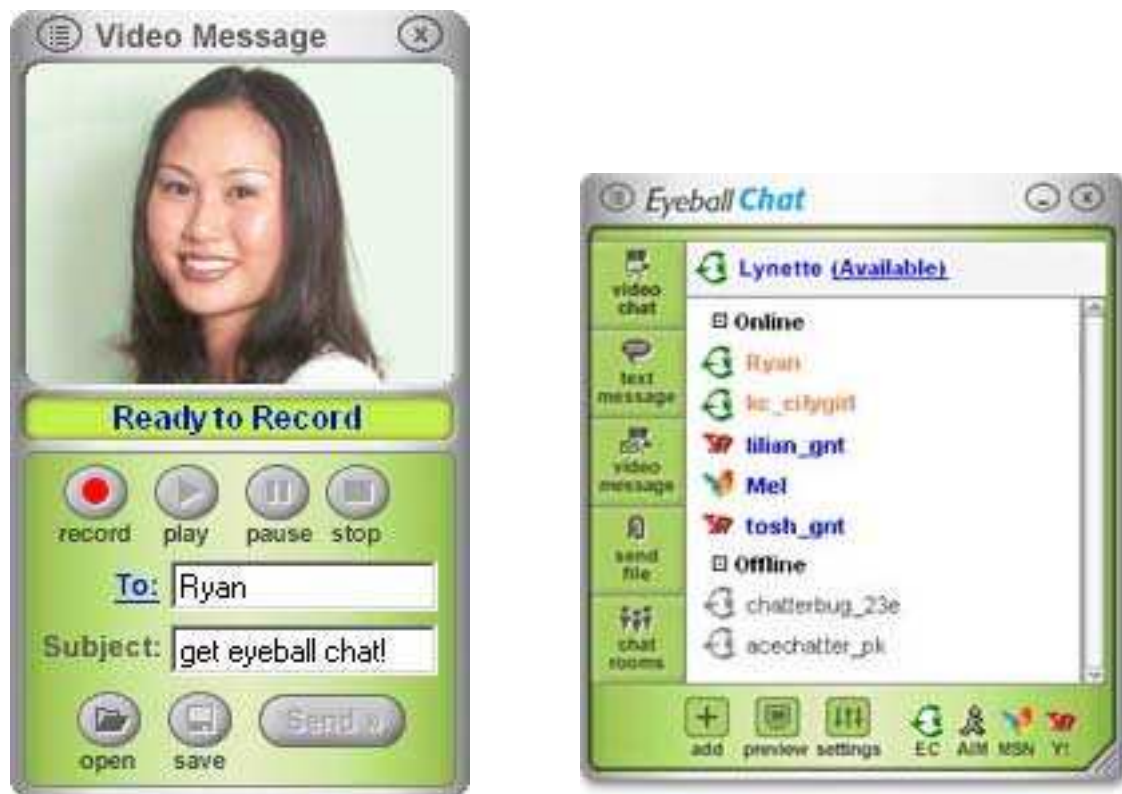 Video Message
Ready to Record
record play pause stop
To: Ryan
Subject: get eyeball chat!
open save Send »
Eyeball Chat
video chat
text message
video message
send file
chat rooms
Lynette (Available)
Online
Ryan
kc_citygirl
lilian_gnt
Mel
tosh_gnt
Offline
chatterbug_23e
acechatter_pk
add preview settings EC AIM MSN Y!